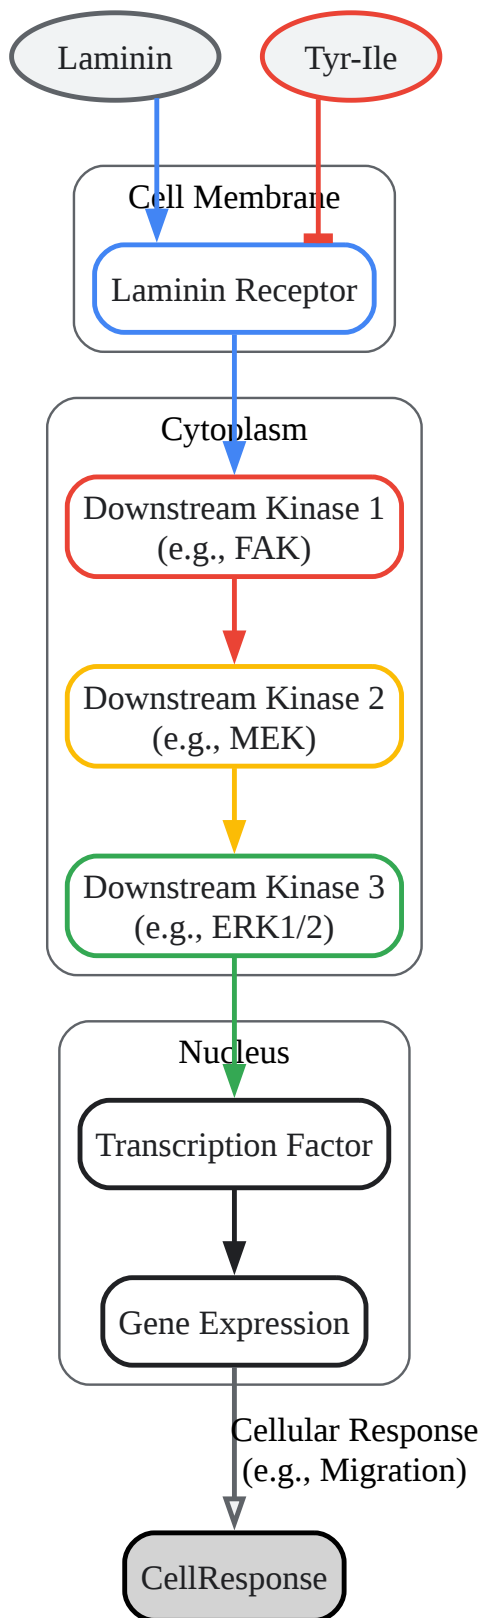 Laminin
Tyr-Ile
Cell Membrane
Laminin Receptor
Cytoplasm
Downstream Kinase 1
(e.g., FAK)
Downstream Kinase 2
(e.g., MEK)
Downstream Kinase 3
(e.g., ERK1/2)
Nucleus
Transcription Factor
Gene Expression
Cellular Response
(e.g., Migration)
CellResponse